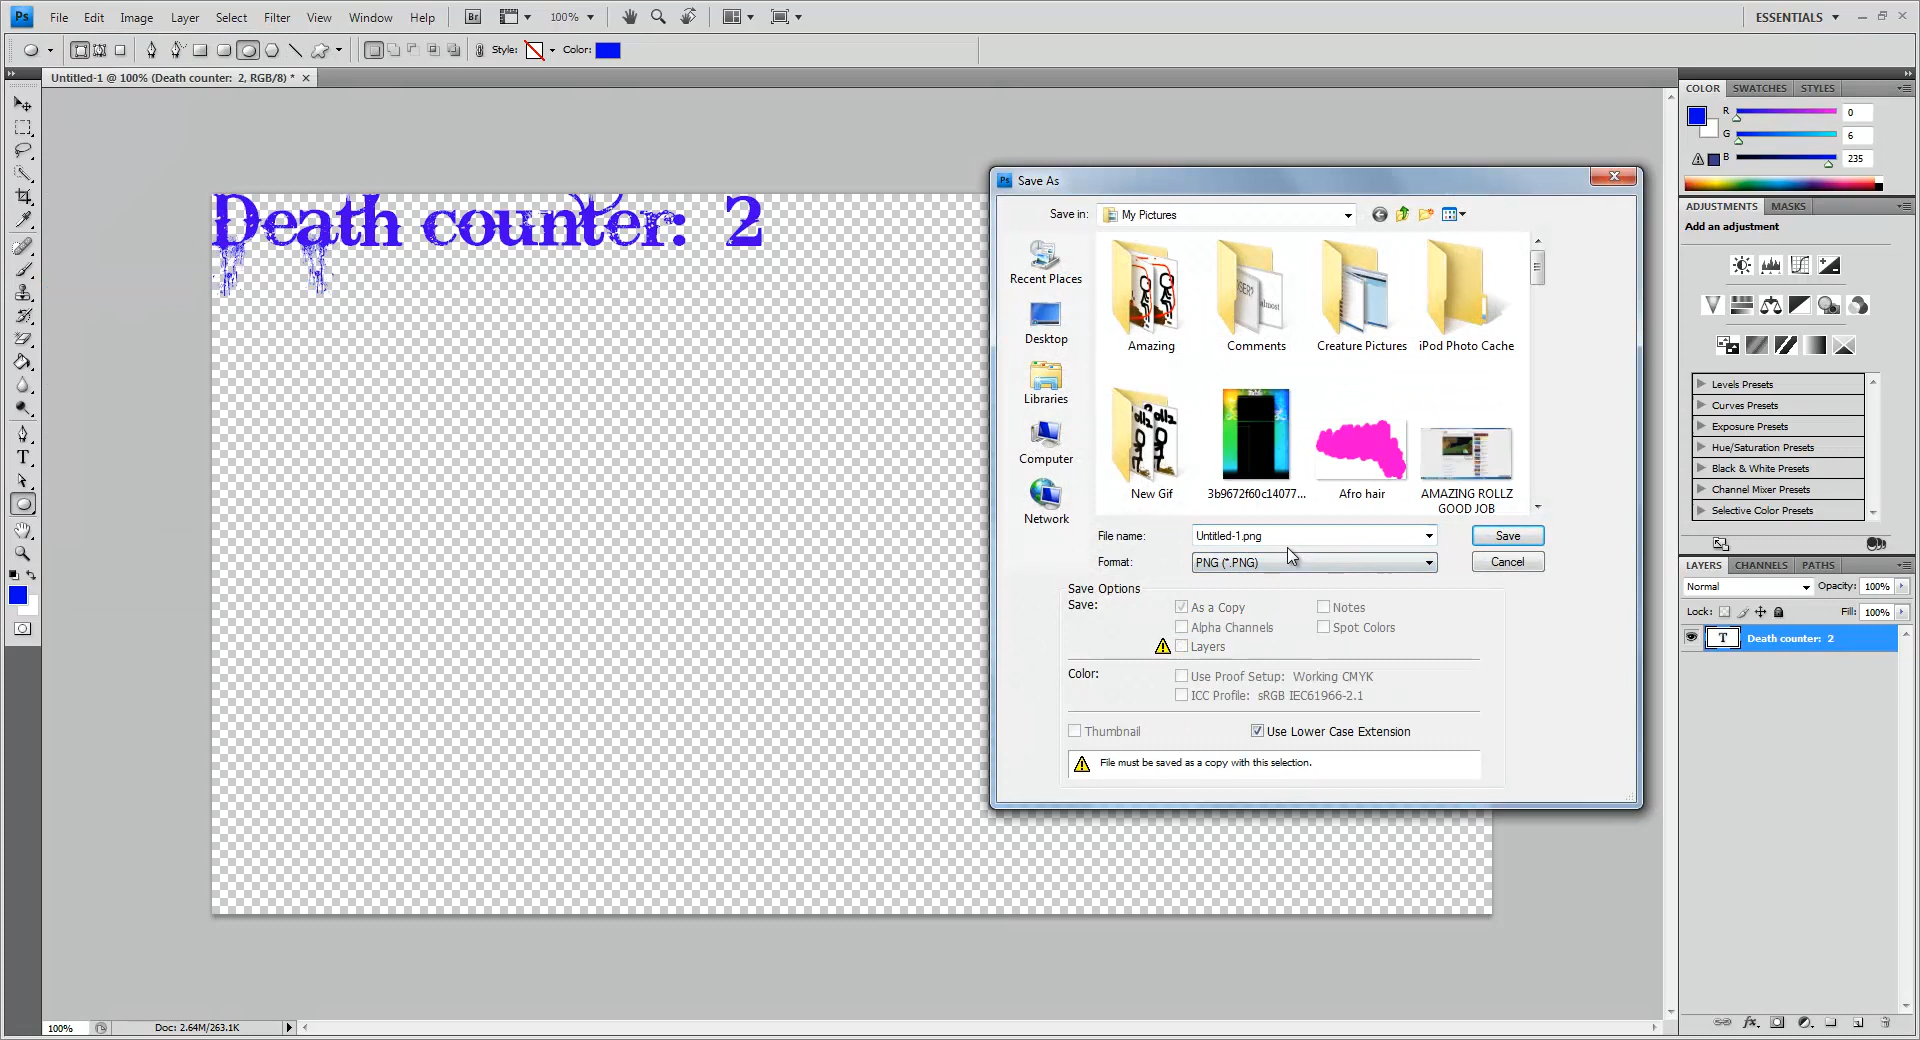 Ps File Edit Image Layer Select Filter View Window Help Br 100% ESSENTIALS
Style: Color:
Untitled-1 @ 100% (Death counter:  2, RGB/8) *
Death counter:  2
Ps Save As
Save in: My Pictures
Recent Places
Desktop
Libraries
Computer
Network
Amazing
Comments
Creature Pictures
iPod Photo Cache
New Gif
3b9672f60c14077...
Afro hair
AMAZING ROLLZ
GOOD JOB
File name: Untitled-1.png Save
Format: PNG (*.PNG) Cancel
Save Options
Save: As a Copy Notes
Alpha Channels Spot Colors
Layers
Color: Use Proof Setup:  Working CMYK
ICC Profile:  sRGB IEC61966-2.1
Thumbnail Use Lower Case Extension
File must be saved as a copy with this selection.
COLOR SWATCHES STYLES
R 0
G 6
B 235
ADJUSTMENTS MASKS
Add an adjustment
Levels Presets
Curves Presets
Exposure Presets
Hue/Saturation Presets
Black & White Presets
Channel Mixer Presets
Selective Color Presets
LAYERS CHANNELS PATHS
Normal Opacity: 100%
Lock: Fill: 100%
T Death counter:  2
100% Doc: 2.64M/263.1K